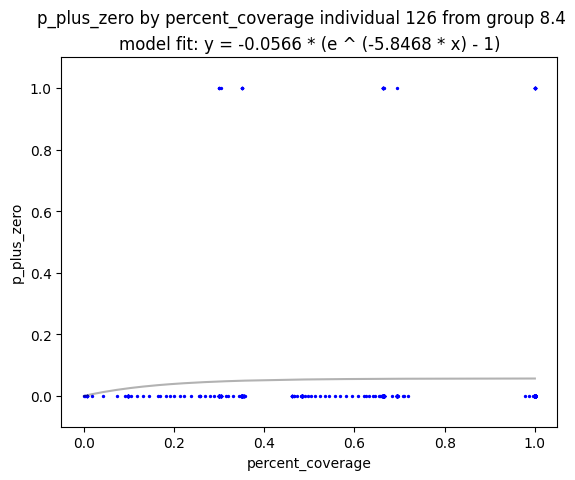 p_plus_zero by percent_coverage individual 126 from group 8.4
model fit: y = -0.0566 * (e ^ (-5.8468 * x) - 1)
1.0
0.8
0.6
0.4
0.2
0.0
p_plus_zero
0.0 0.2 0.4 0.6 0.8 1.0
percent_coverage